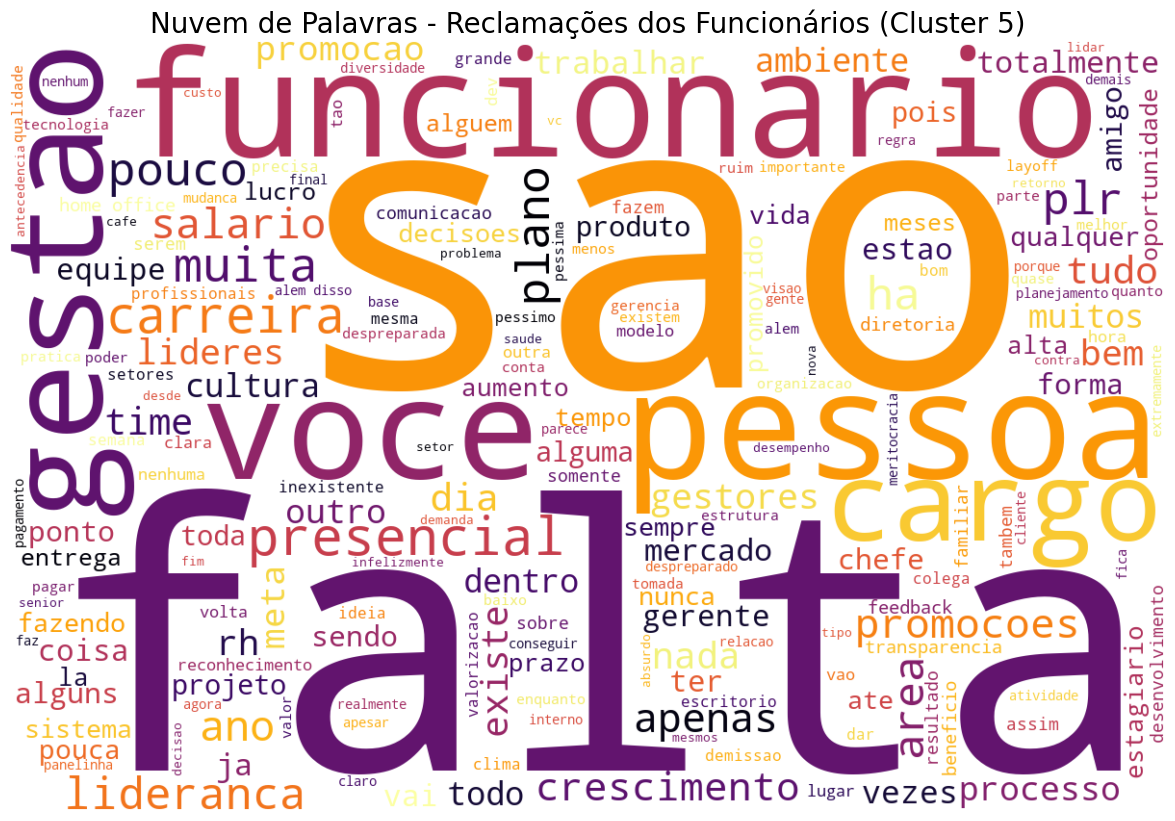 Nuvem de Palavras - Reclamações dos Funcionários (Cluster 5)
sao
falta
funcionario
pessoa
voce
gestao
cargo
promocao
diversidade
grande
trabalhar
ambiente
totalmente
lidar
demais
nenhum
custo
tao
dev
vc
alguem
pois
regra
amigo
qualidade
fazer
tecnologia
antecedencia
pouco
precisa
final
lucro
mudanca
home office
cafe
salario
comunicacao
decisoes
problema
plano
pessima
ruim
importante
fazem
produto
menos
vida
meses
estao
ha
bom
diretoria
layoff
retorno
parte
melhor
plr
oportunidade
qualquer
porque
tudo
quase
planejamento
quanto
serem
equipe
muita
profissionais
alem disso
base
mesma
despreparada
pessimo
gerencia
existem
modelo
promovido
visao
gente
alem
nova
muitos
hora
carreira
pratica
poder
lideres
setores
desde
cultura
saude
outra
conta
aumento
organizacao
alta
contra
bem
forma
extremamente
time
semana
clara
nenhuma
setor
tempo
parece
alguma
somente
desempenho
meritocracia
pagamento
ponto
entrega
toda
inexistente
outro
dia
demanda
presencial
infelizmente
fim
gestores
sempre
estrutura
mercado
despreparado
familiar
tambem
cliente
chefe
colega
fica
pagar
senior
fazendo
faz
coisa
la
alguns
volta
rh
meta
ideia
sendo
reconhecimento
projeto
agora
realmente
dentro
baixo
sobre
conseguir
valorizacao
existe
prazo
enquanto
interno
tomada
nunca
gerente
relacao
nada
absurdo
ter
escritorio
apenas
mesmos
demissao
tipo
feedback
promocoes
transparencia
vao
ate
area
resultado
beneficio
dar
atividade
assim
estagiario
desenvolvimento
sistema
pouca
panelinha
decisao
ano
valor
apesar
ja
claro
clima
lideranca
vai
todo
crescimento
lugar
vezes
processo